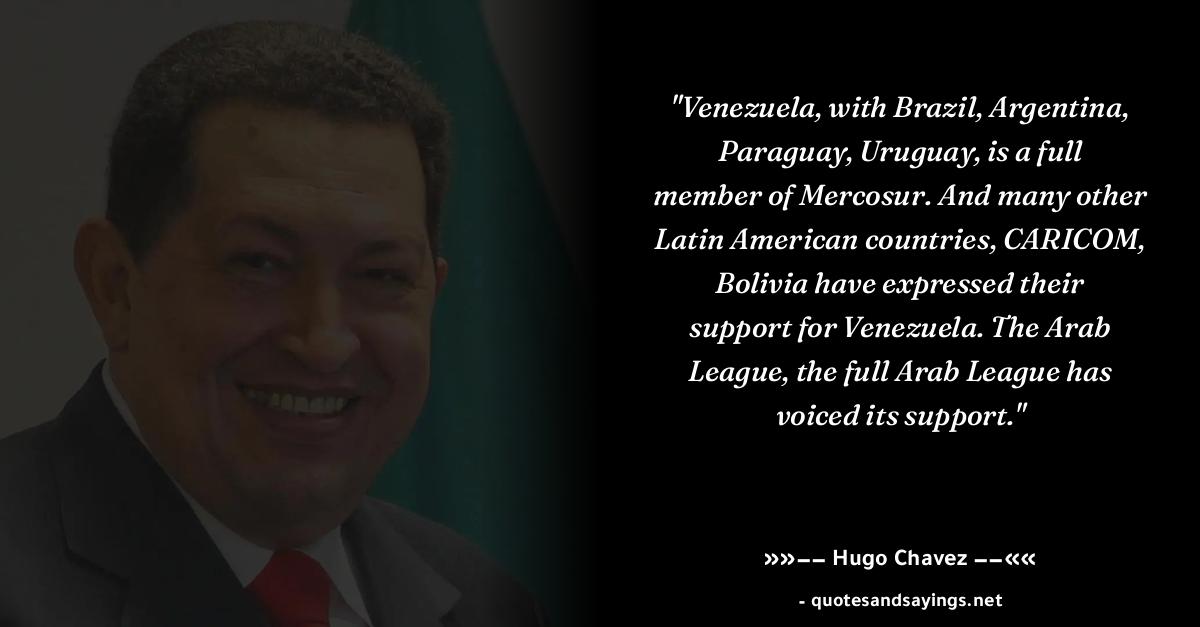 "Venezuela, with Brazil, Argentina,
Paraguay, Uruguay, is a full
member of Mercosur. And many other
Latin American countries, CARICOM,
Bolivia have expressed their
support for Venezuela. The Arab
League, the full Arab League has
voiced its support."
»»−− Hugo Chavez −−««
- quotesandsayings.net